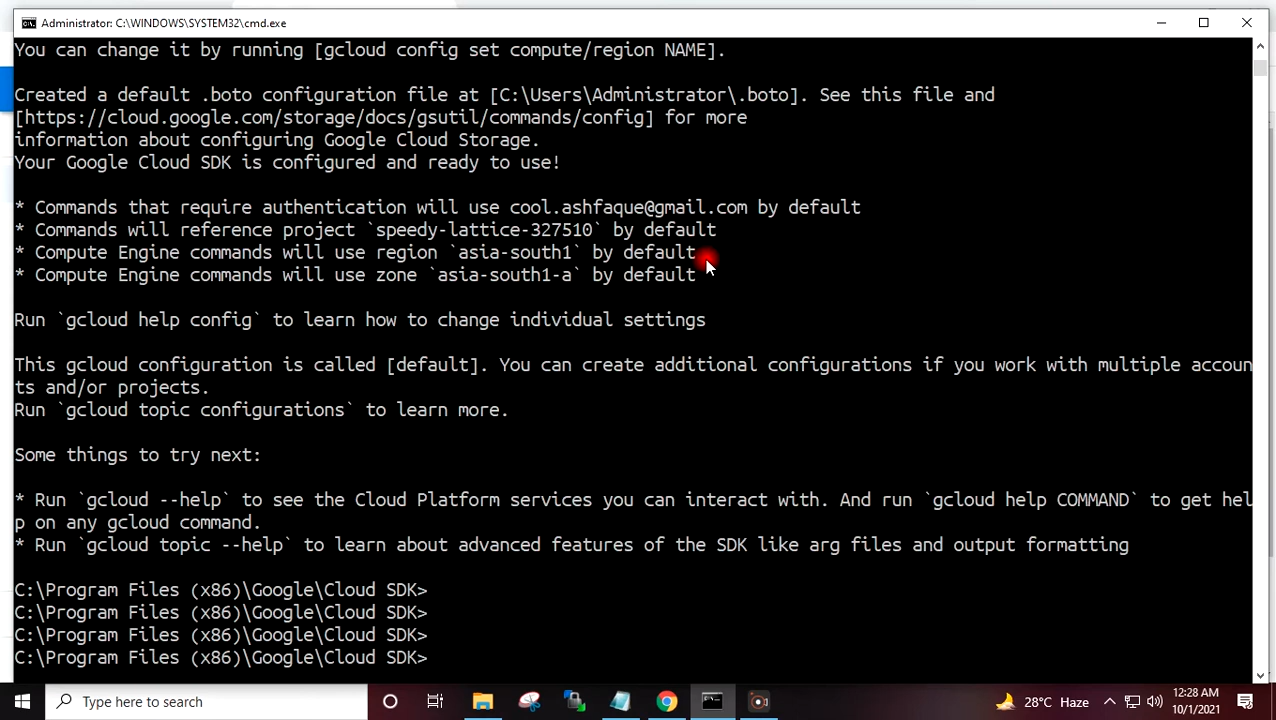 Administrator: C:\WINDOWS\SYSTEM32\cmd.exe
You can change it by running [gcloud config set compute/region NAME].
Created a default .boto configuration file at [C:\Users\Administrator\.boto]. See this file and
[https://cloud.google.com/storage/docs/gsutil/commands/config] for more
information about configuring Google Cloud Storage.
Your Google Cloud SDK is configured and ready to use!
* Commands that require authentication will use cool.ashfaque@gmail.com by default
* Commands will reference project `speedy-lattice-327510` by default
* Compute Engine commands will use region `asia-south1` by default
* Compute Engine commands will use zone `asia-south1-a` by default
Run `gcloud help config` to learn how to change individual settings
This gcloud configuration is called [default]. You can create additional configurations if you work with multiple accoun
ts and/or projects.
Run `gcloud topic configurations` to learn more.
Some things to try next:
* Run `gcloud --help` to see the Cloud Platform services you can interact with. And run `gcloud help COMMAND` to get hel
p on any gcloud command.
* Run `gcloud topic --help` to learn about advanced features of the SDK like arg files and output formatting
C:\Program Files (x86)\Google\Cloud SDK>
C:\Program Files (x86)\Google\Cloud SDK>
C:\Program Files (x86)\Google\Cloud SDK>
C:\Program Files (x86)\Google\Cloud SDK>
Type here to search
28°C Haze
12:28 AM
10/1/2021